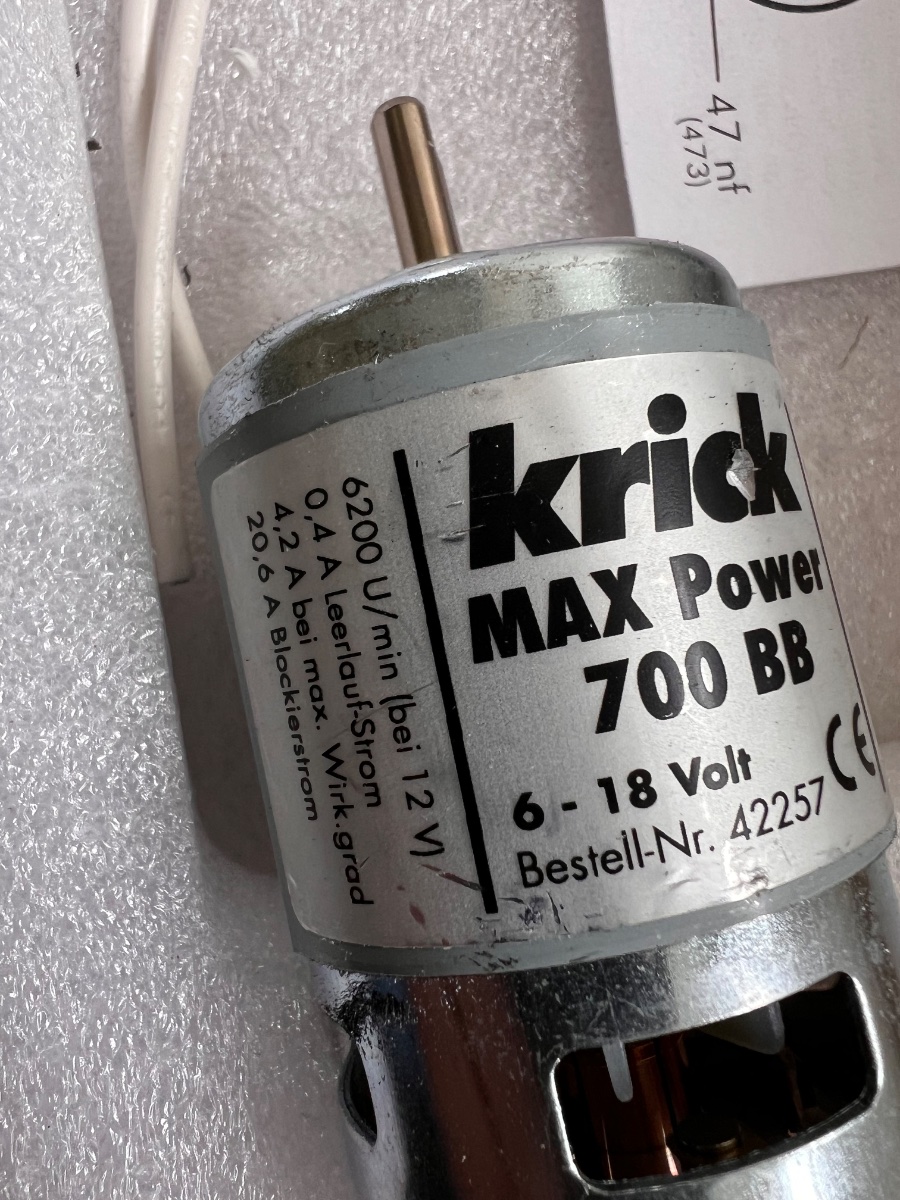 47 nf
(473)
krick
MAX Power
700 BB
6 - 18 Volt
Bestell-Nr. 42257
CE
6200 U/min (bei 12 V)
0,4 A Leerlauf-Strom
4,2 A bei max. Wirk.grad
20,6 A Blockierstrom